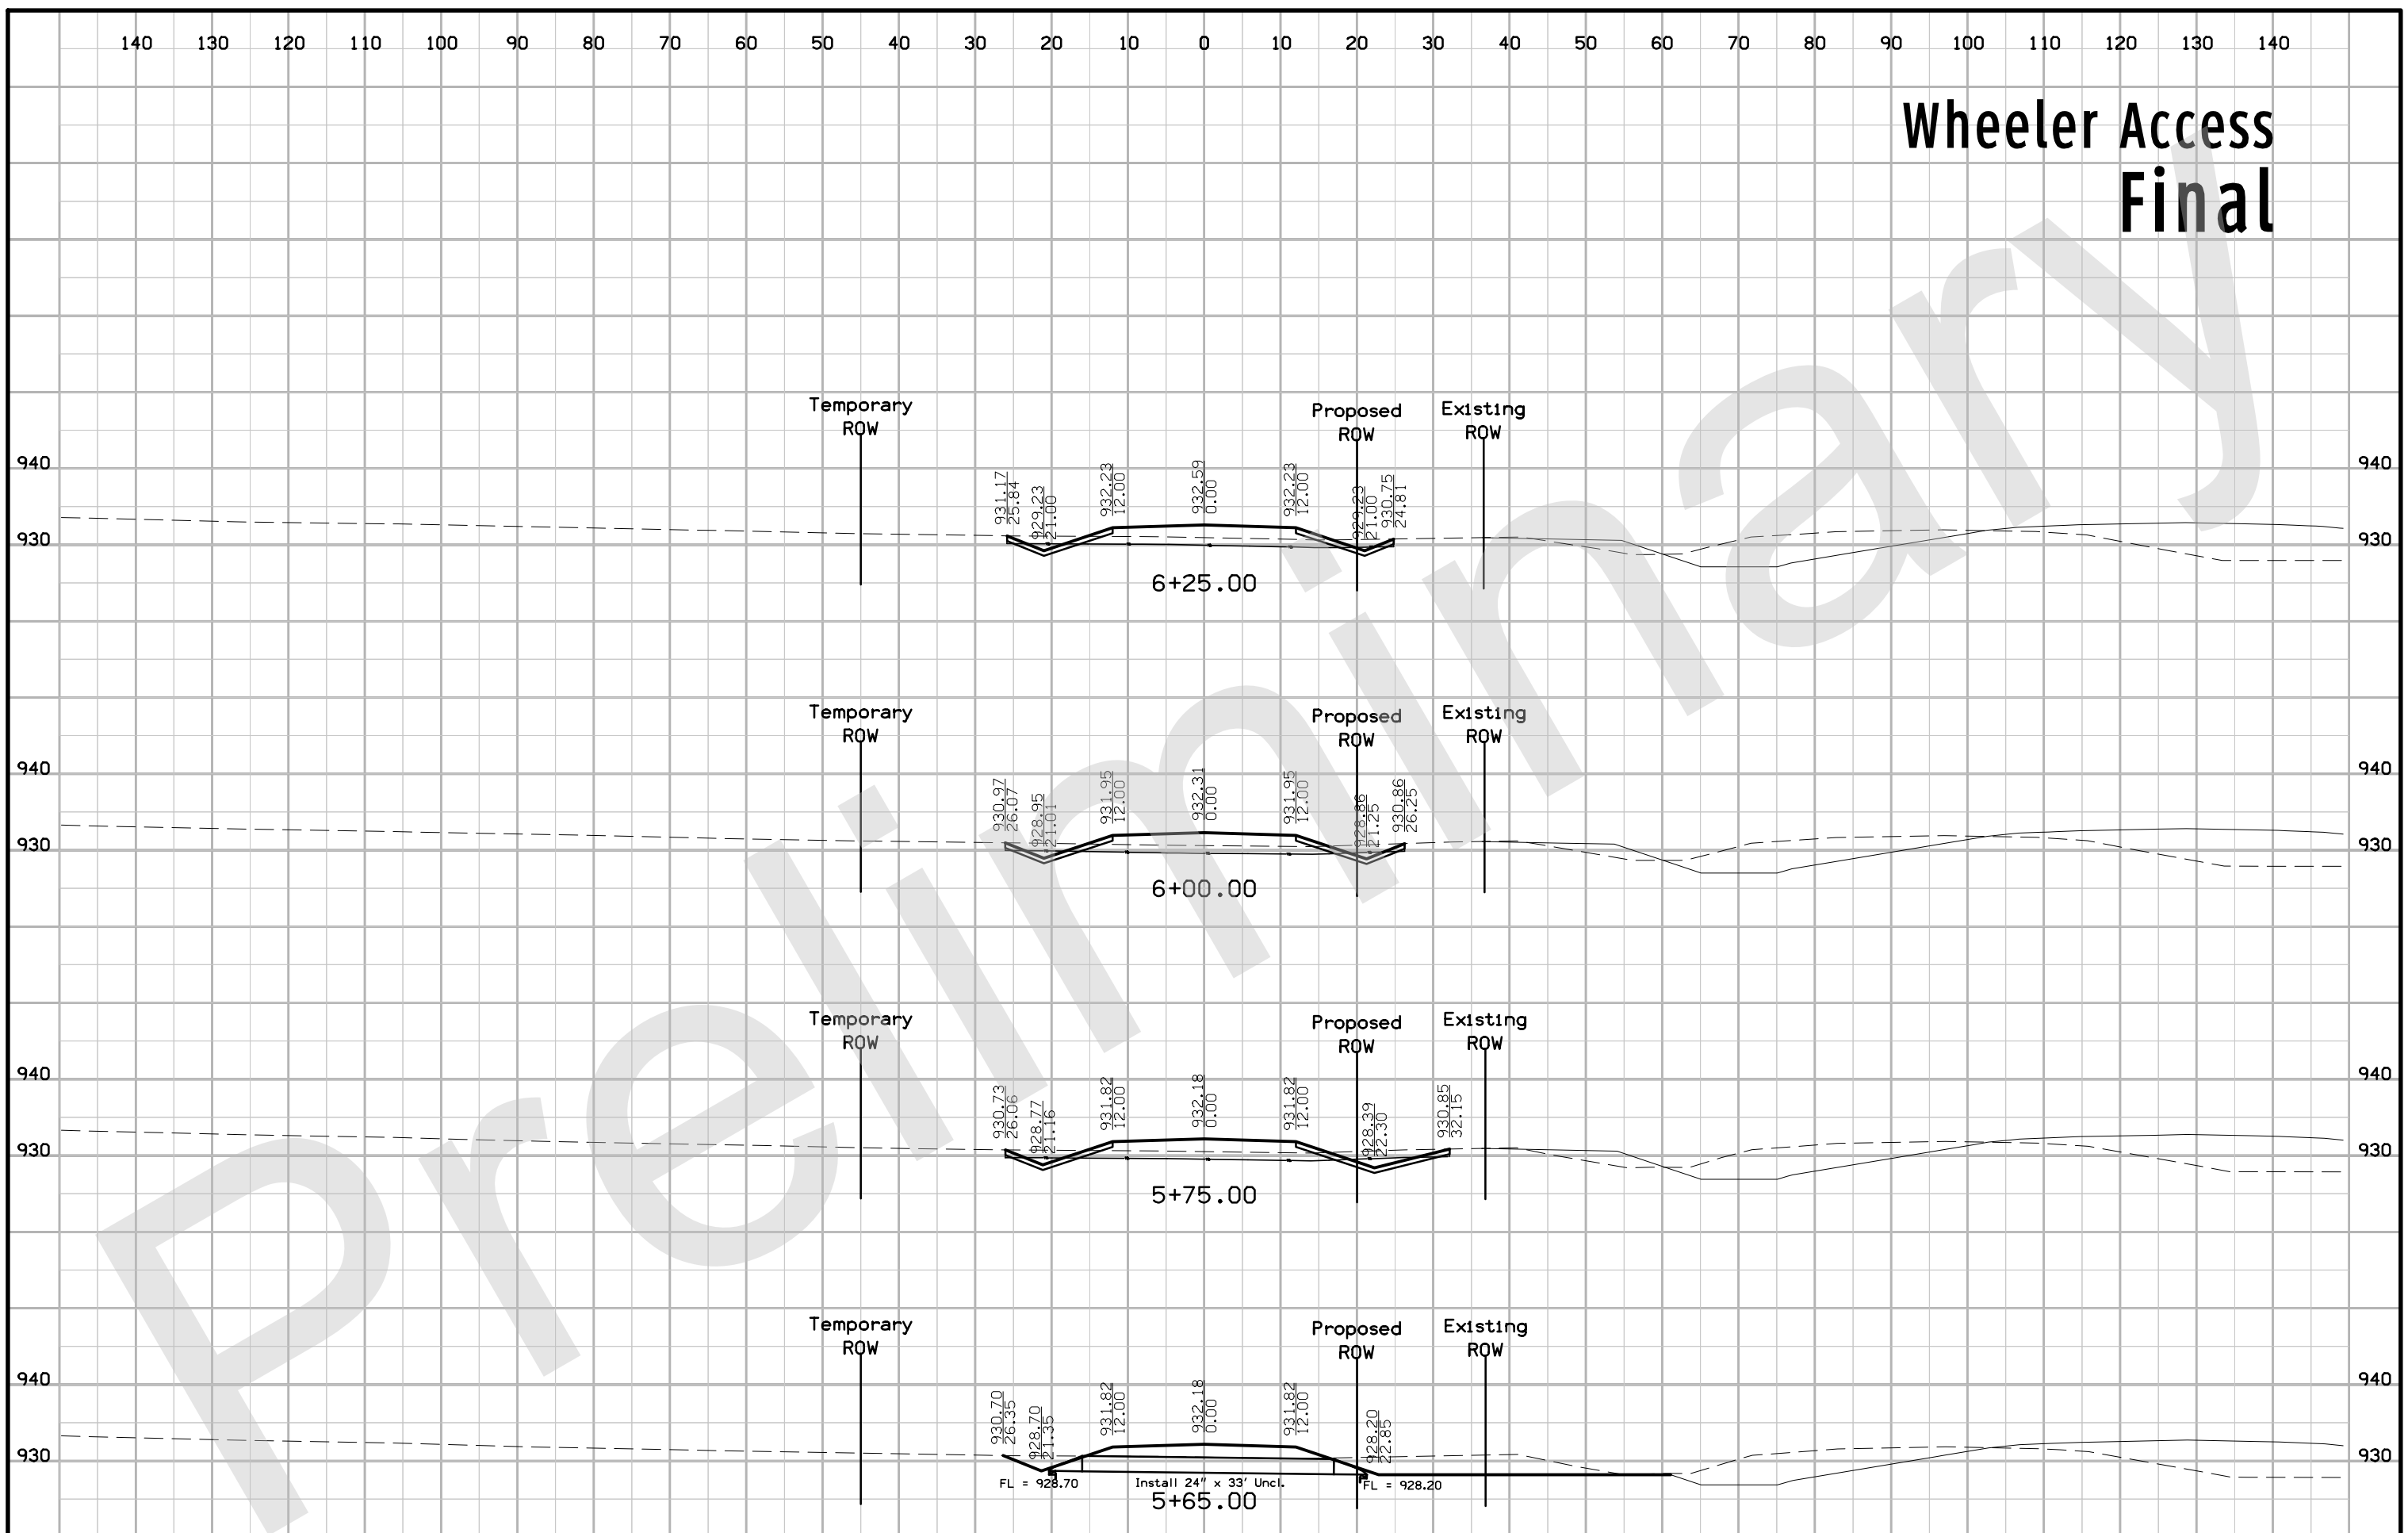 140 130 120 110 100 90 80 70 60 50 40 30 20 10 0 10 20 30 40 50 60 70 80 90 100 110 120 130 140
Wheeler Access
Final
Preliminary
Temporary
ROW
Proposed
ROW
Existing
ROW
940
930
931.17
25.84
929.23
21.00
932.23
12.00
932.59
0.00
932.23
12.00
929.23
21.00
930.75
24.81
940
930
6+25.00
Temporary
ROW
Proposed
ROW
Existing
ROW
940
930
930.97
26.07
928.95
21.01
931.95
12.00
932.31
0.00
931.95
12.00
928.86
21.25
930.86
26.25
940
930
6+00.00
Temporary
ROW
Proposed
ROW
Existing
ROW
940
930
930.73
26.06
928.77
21.16
931.82
12.00
932.18
0.00
931.82
12.00
928.39
22.30
930.85
32.15
940
930
5+75.00
Temporary
ROW
Proposed
ROW
Existing
ROW
940
930
930.70
26.35
928.70
21.35
931.82
12.00
932.18
0.00
931.82
12.00
928.20
22.85
940
930
FL = 928.70
Install 24" x 33' Uncl.
FL = 928.20
5+65.00